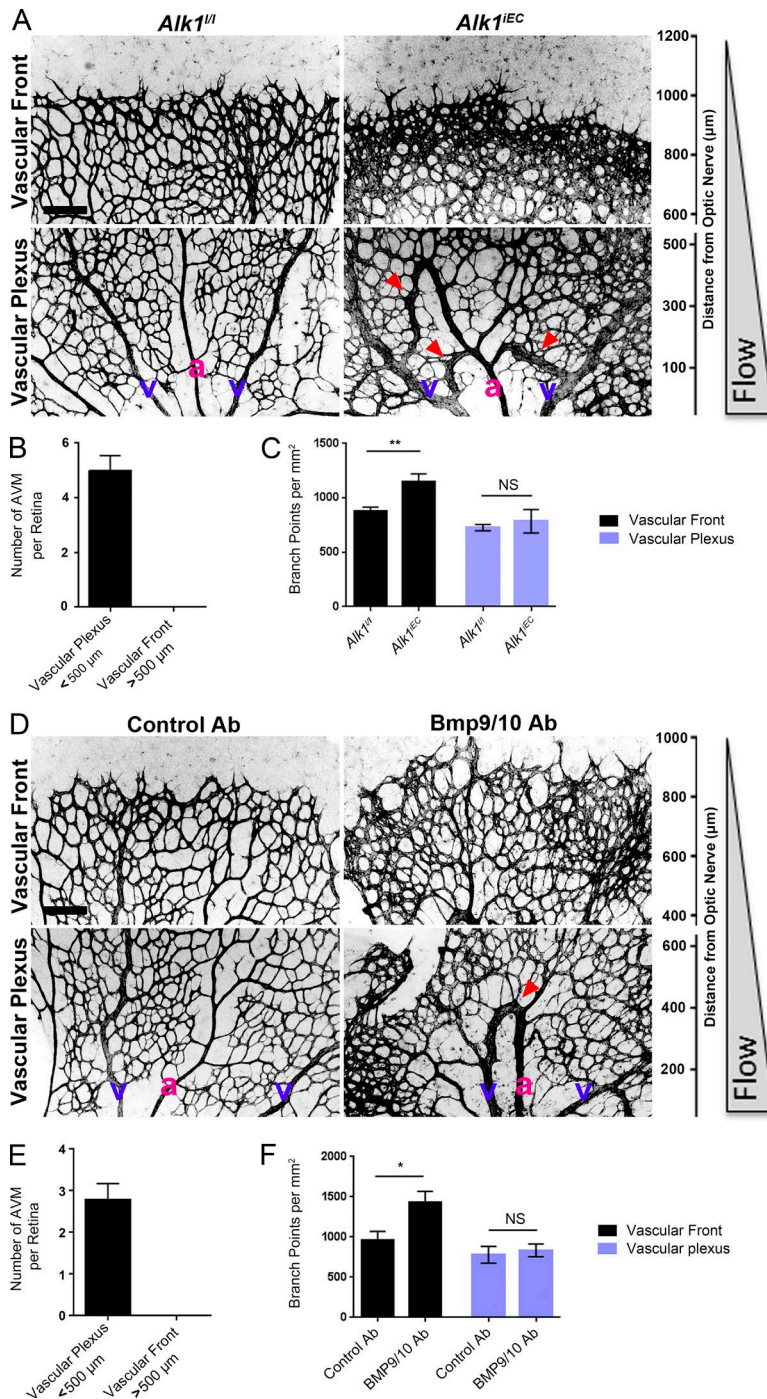 A
Alk1^l/l
Alk1^iEC
Vascular Front
Vascular Plexus
a
v
v
a
v
v
1200
1000
800
600
500
300
100
Distance from Optic Nerve (µm)
Flow
B
Number of AVM
per Retina
6
4
2
0
Vascular Plexus
<500 µm
Vascular Front
>500 µm
C
Branch Points per mm²
1500
1000
500
0
**
NS
Alk1^l/l
Alk1^iEC
Alk1^l/l
Alk1^iEC
Vascular Front
Vascular Plexus
D
Control Ab
Bmp9/10 Ab
Vascular Front
Vascular Plexus
v
a
v
v
a
v
1000
800
600
400
600
400
200
Distance from Optic Nerve (µm)
Flow
E
Number of AVM
per Retina
4
3
2
1
0
Vascular Plexus
<500 µm
Vascular Front
>500 µm
F
Branch Points per mm²
2000
1500
1000
500
0
*
NS
Control Ab
BMP9/10 Ab
Control Ab
BMP9/10 Ab
Vascular Front
Vascular plexus